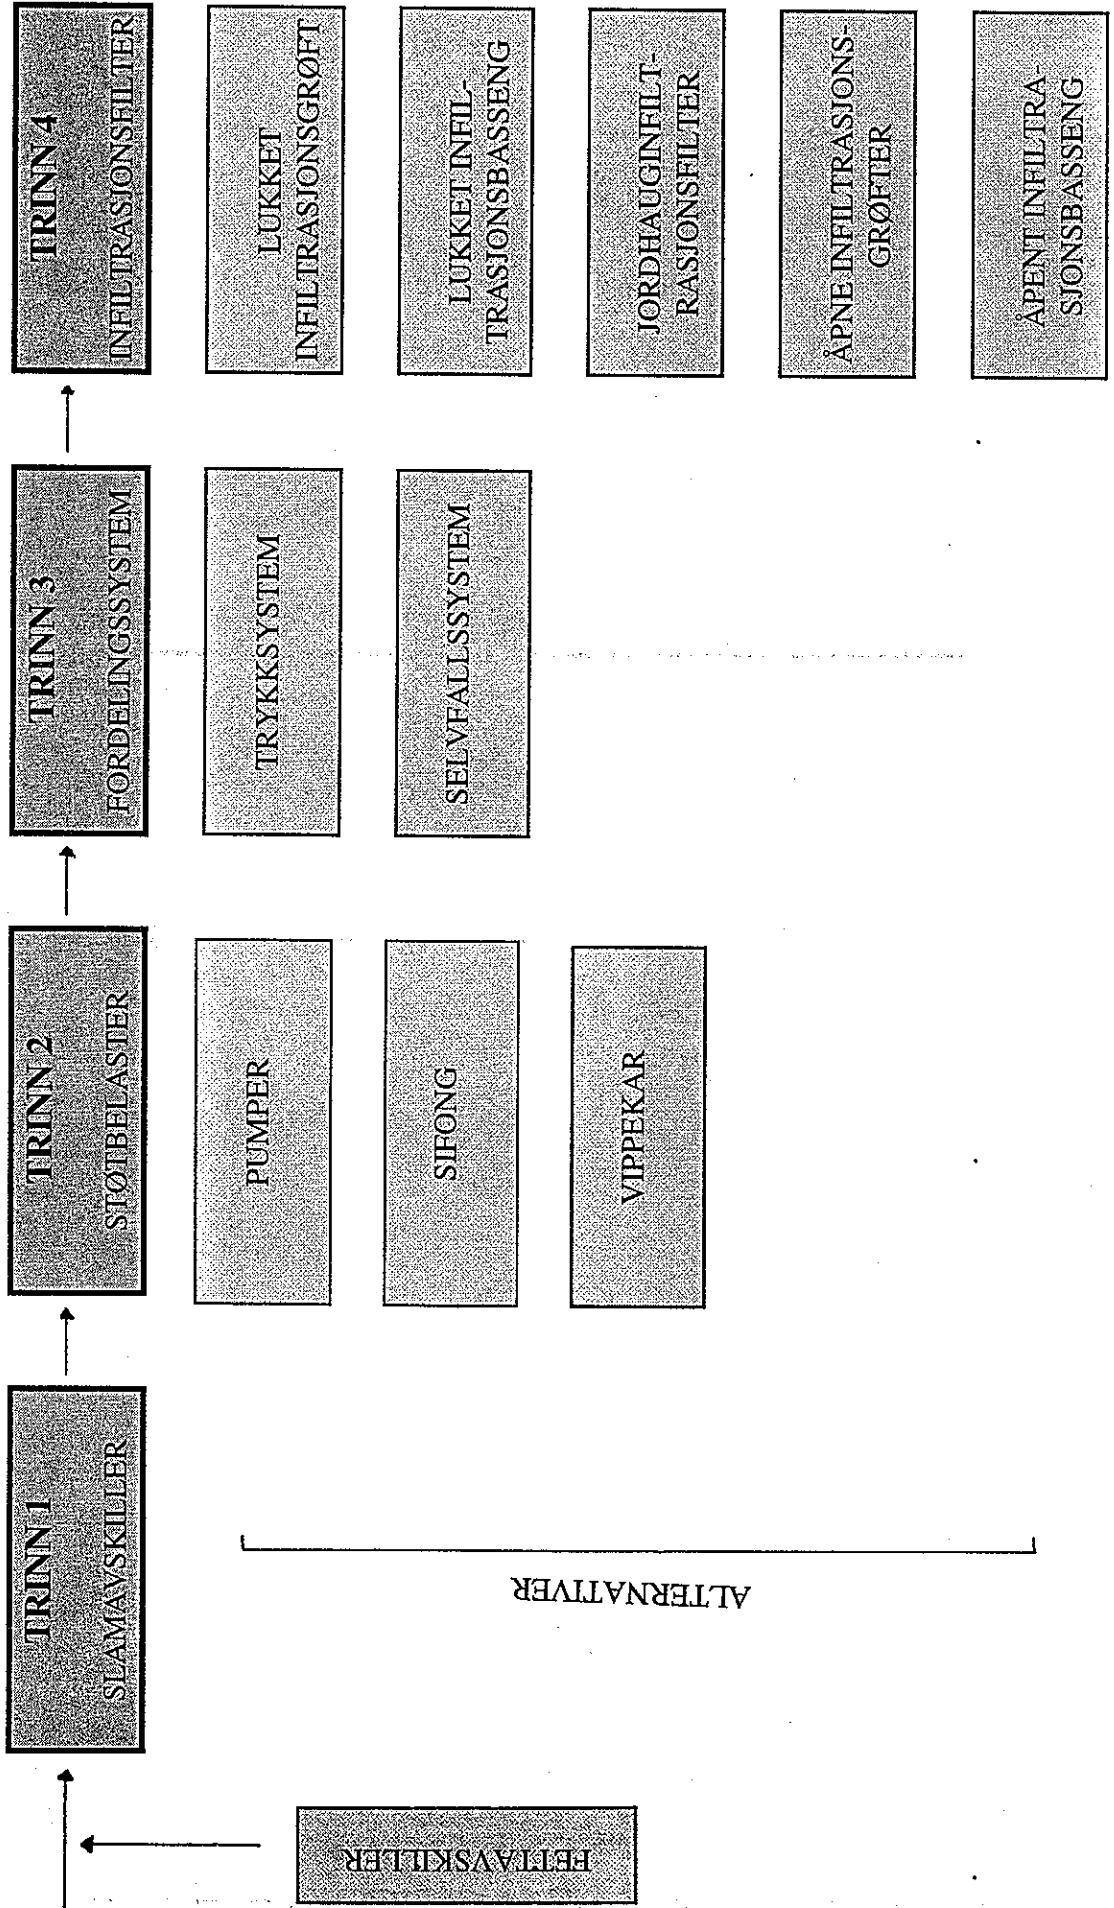 TRINN 1
SLAMAVSKILLER
TRINN 2
STØTBELASTER
TRINN 3
FORDELINGSSYSTEM
TRINN 4
INFILTRASJONSFILTER
FETTAVSKILLER
ALTERNATIVER
PUMPER
SIFONG
VIPPEKAR
TRYKKSYSTEM
SELVFALLSSYSTEM
LUKKET
INFILTRASJONSGRØFT
LUKKET INFIL-
TRASJONSBASSENG
JORDHAUGINFILT-
RASJONSFILTER
ÅPNE INFILTRASJONS-
GRØFTER
ÅPENT INFILTRA-
SJONSBASSENG